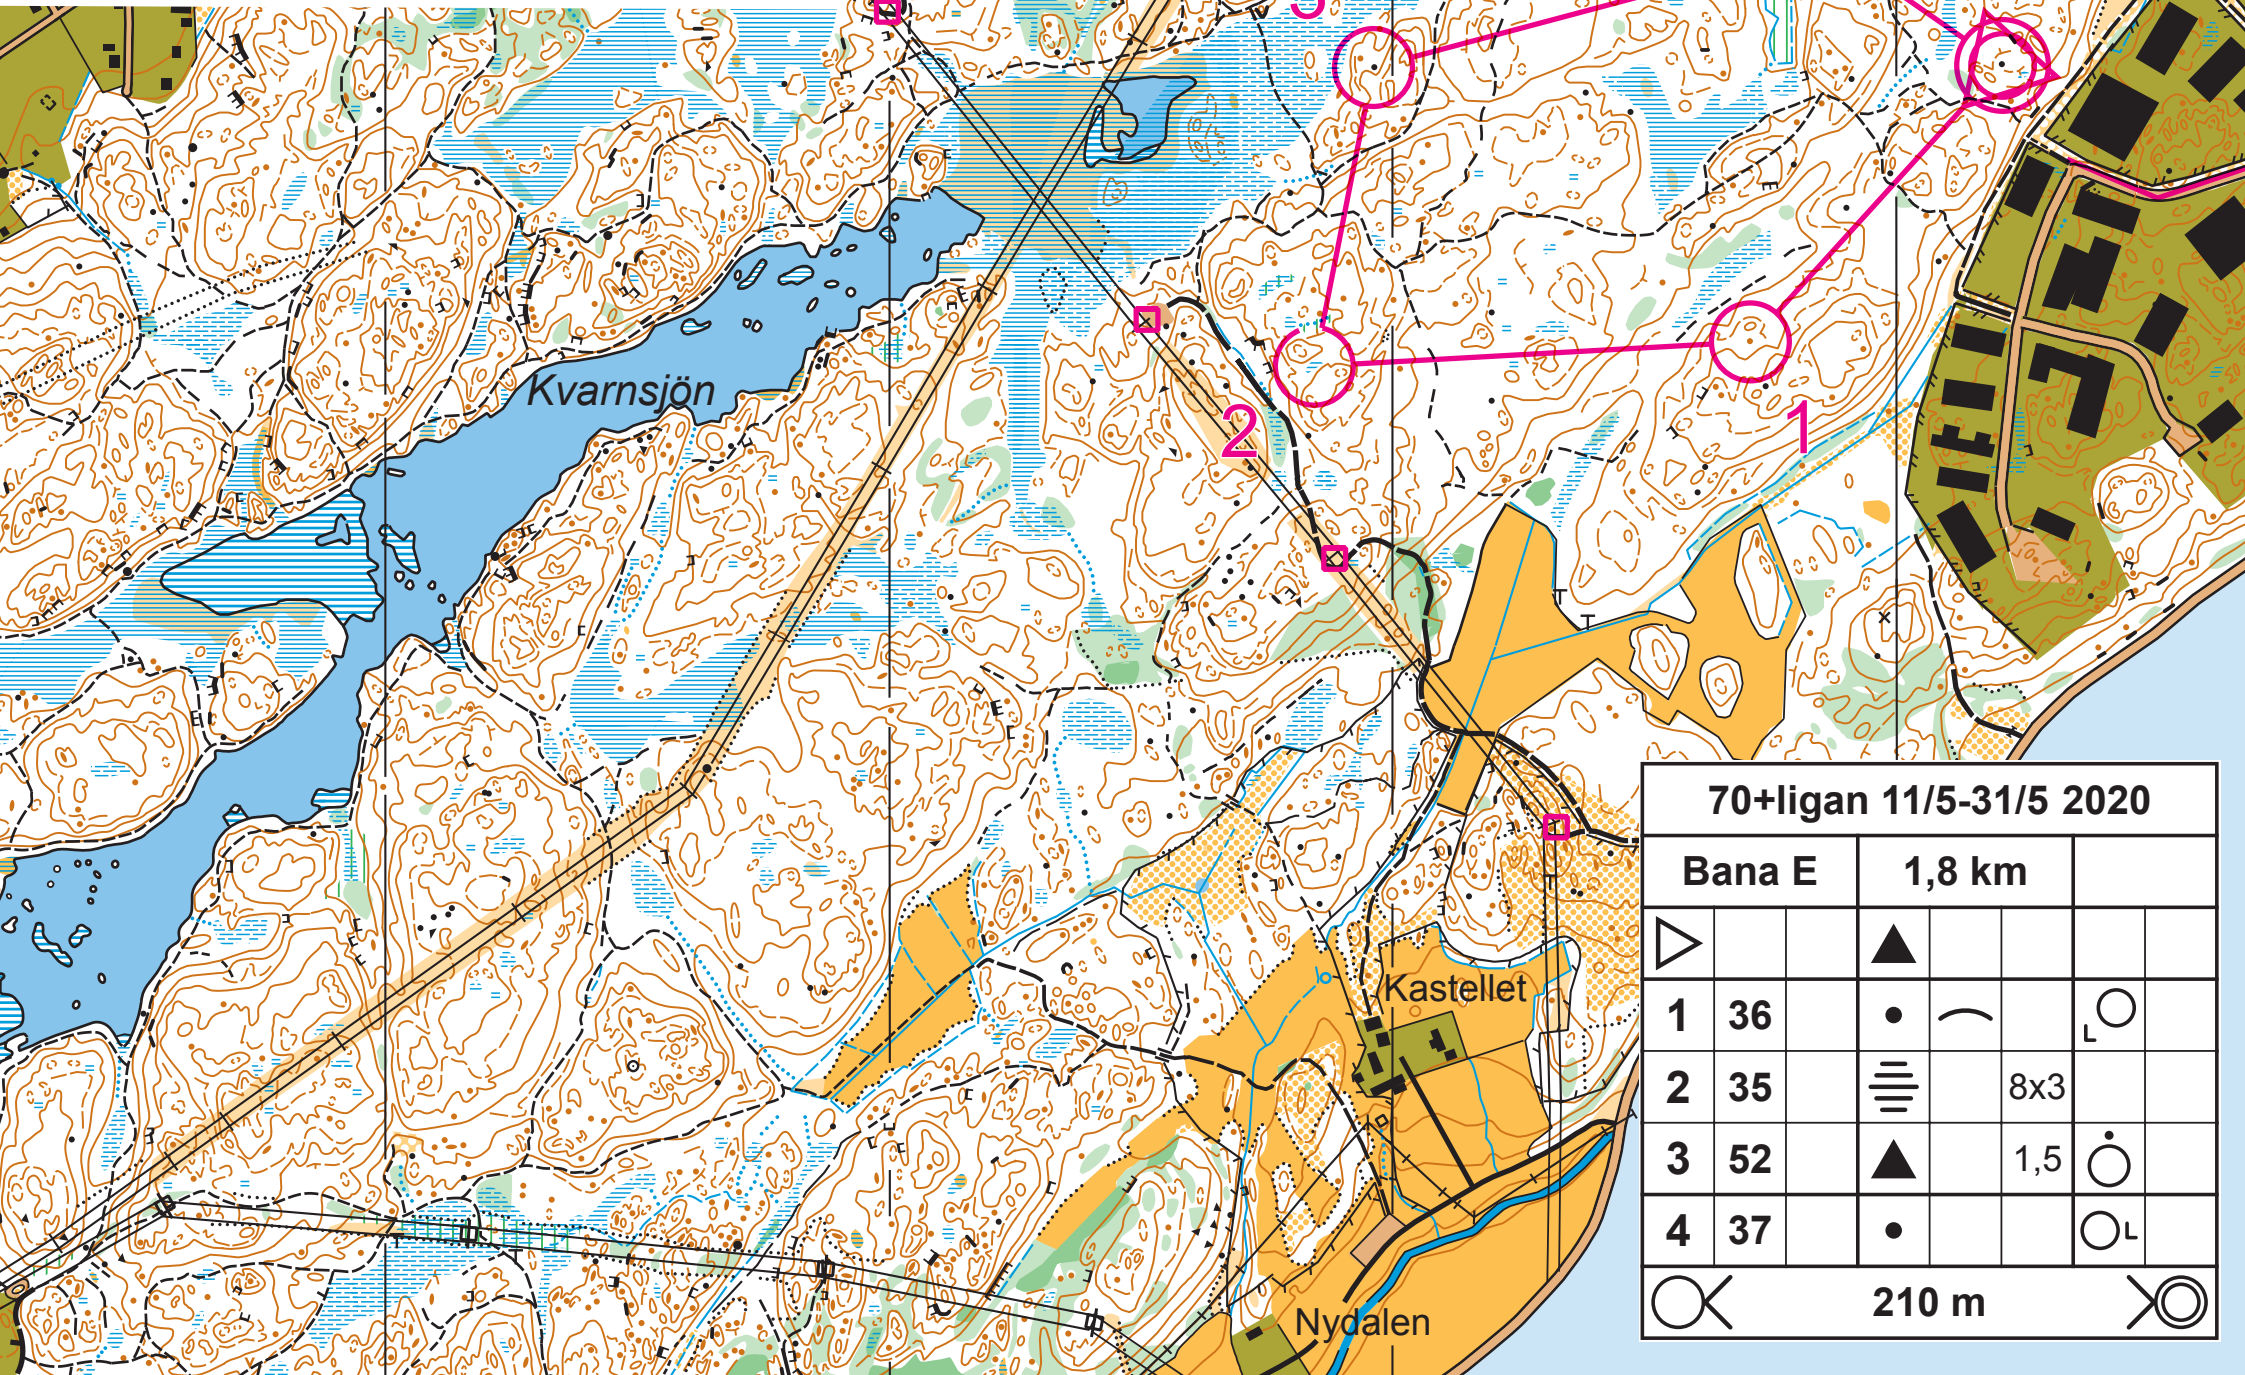 3
Kvarnsjön
2
1
70+ligan 11/5-31/5 2020
Bana E 1,8 km
1 36
2 35 8x3
3 52 1,5
4 37
210 m
Kastellet
Nydalen